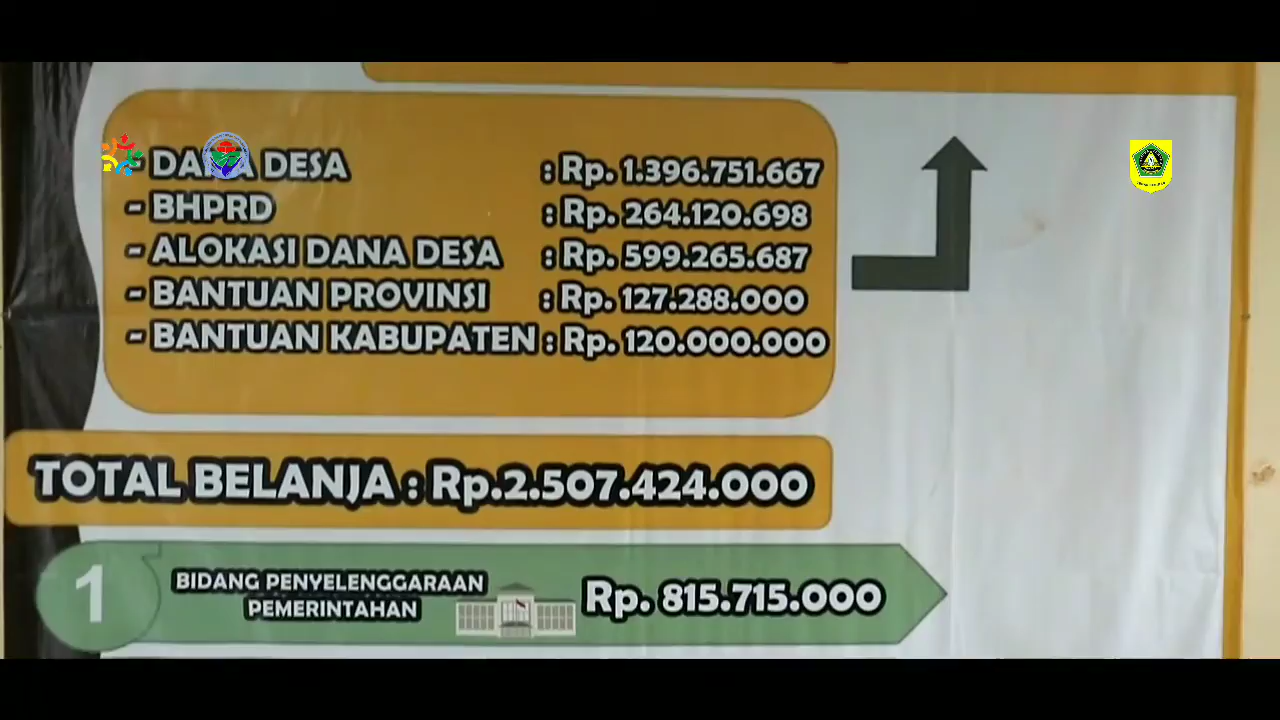 - DANA DESA : Rp. 1.396.751.667
- BHPRD : Rp. 264.120.698
- ALOKASI DANA DESA : Rp. 599.265.687
- BANTUAN PROVINSI : Rp. 127.288.000
- BANTUAN KABUPATEN : Rp. 120.000.000
TOTAL BELANJA : Rp.2.507.424.000
1
BIDANG PENYELENGGARAAN
PEMERINTAHAN
Rp. 815.715.000